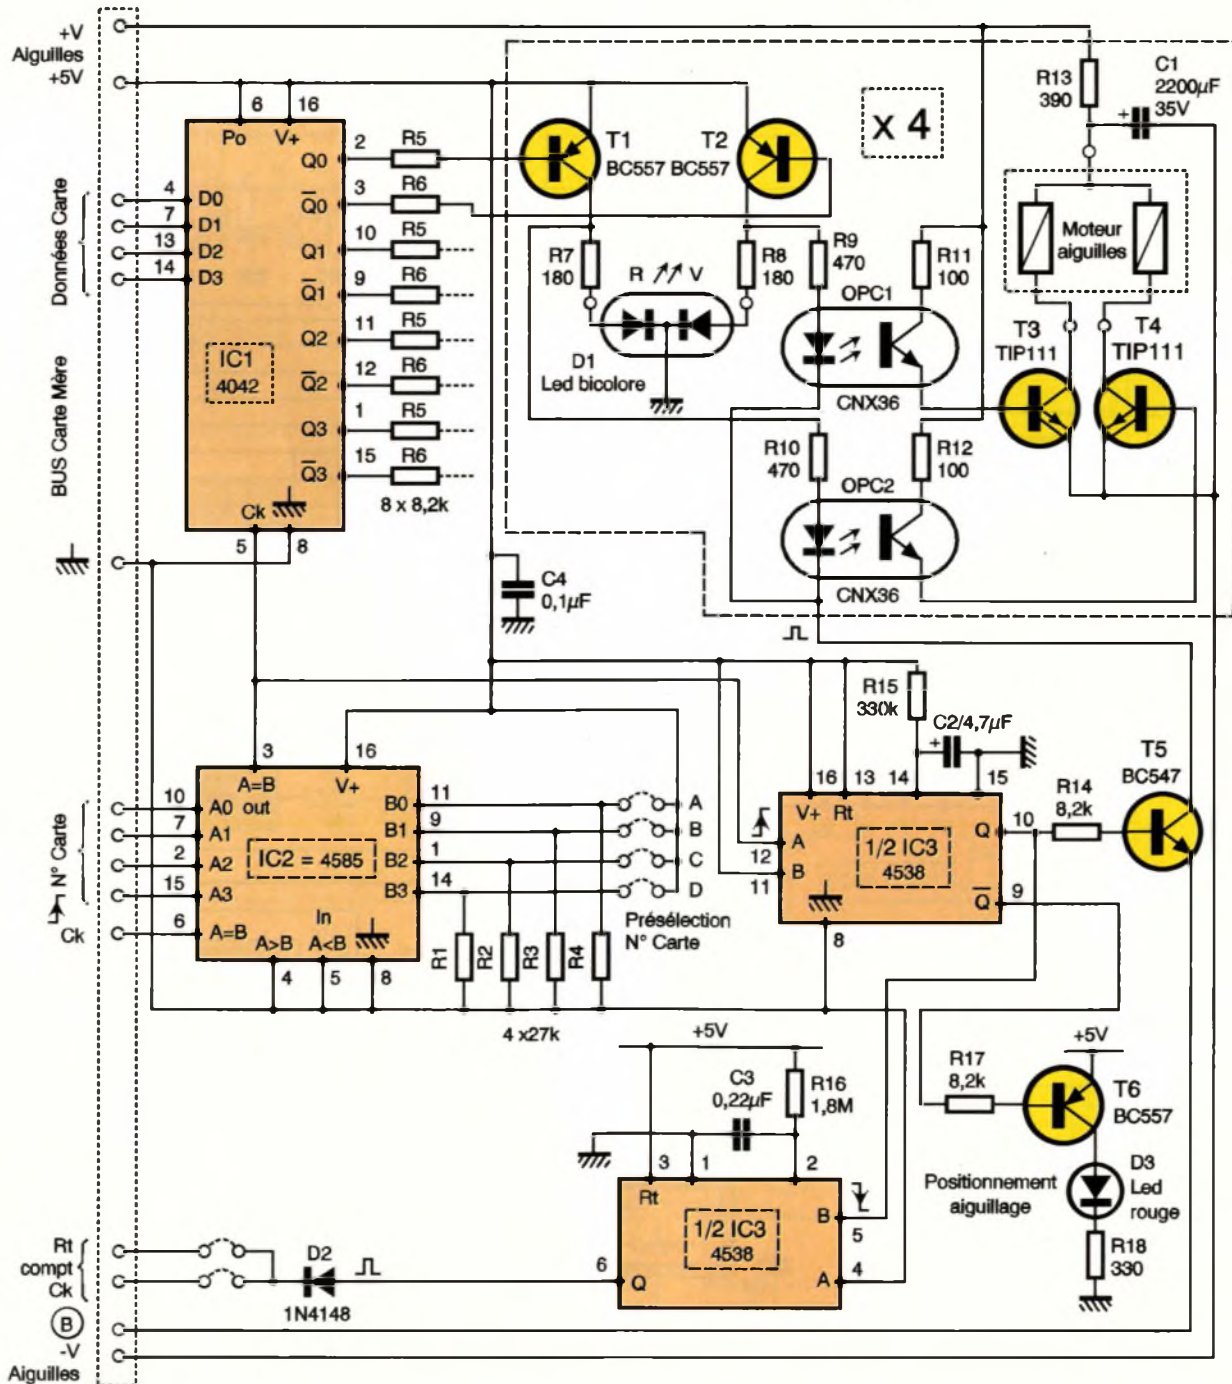 +V
Aiguilles
+5V
Données Carte
BUS Carte Mère
4
7
13
14
6
16
Po
V+
D0
D1
D2
D3
IC1
4042
Q0
Q0
Q1
Q1
Q2
Q2
Q3
Q3
Ck
5
8
2
3
10
9
11
12
1
15
R5
R6
R5
R6
R5
R6
R5
R6
8 x 8,2k
T1
BC557
T2
BC557
x 4
R13
390
C1
2200µF
35V
+
Moteur
aiguilles
R7
180
R
V
R8
180
R9
470
R11
100
D1
Led bicolore
OPC1
CNX36
T3
TIP111
T4
TIP111
R10
470
R12
100
OPC2
CNX36
C4
0,1µF
R15
330k
C2/4,7µF
+
3
16
A=B
out
V+
N° Carte
Ck
10
7
2
15
6
A0
A1
A2
A3
A=B
IC2 = 4585
B0
B1
B2
B3
In
A>B
A<B
4
5
8
11
9
1
14
A
B
C
D
Présélection
N° Carte
R1
R2
R3
R4
4 x27k
16
13
14
15
V+
Rt
A
B
12
11
1/2 IC3
4538
Q
Q
10
9
8
R14
8,2k
T5
BC547
+5V
C3
0,22µF
R16
1,8M
3
1
2
Rt
1/2 IC3
4538
B
5
A
4
6
Q
R17
8,2k
+5V
T6
BC557
Positionnement
aiguillage
D3
Led
rouge
R18
330
Rt
compt
Ck
D2
1N4148
B
-V
Aiguilles